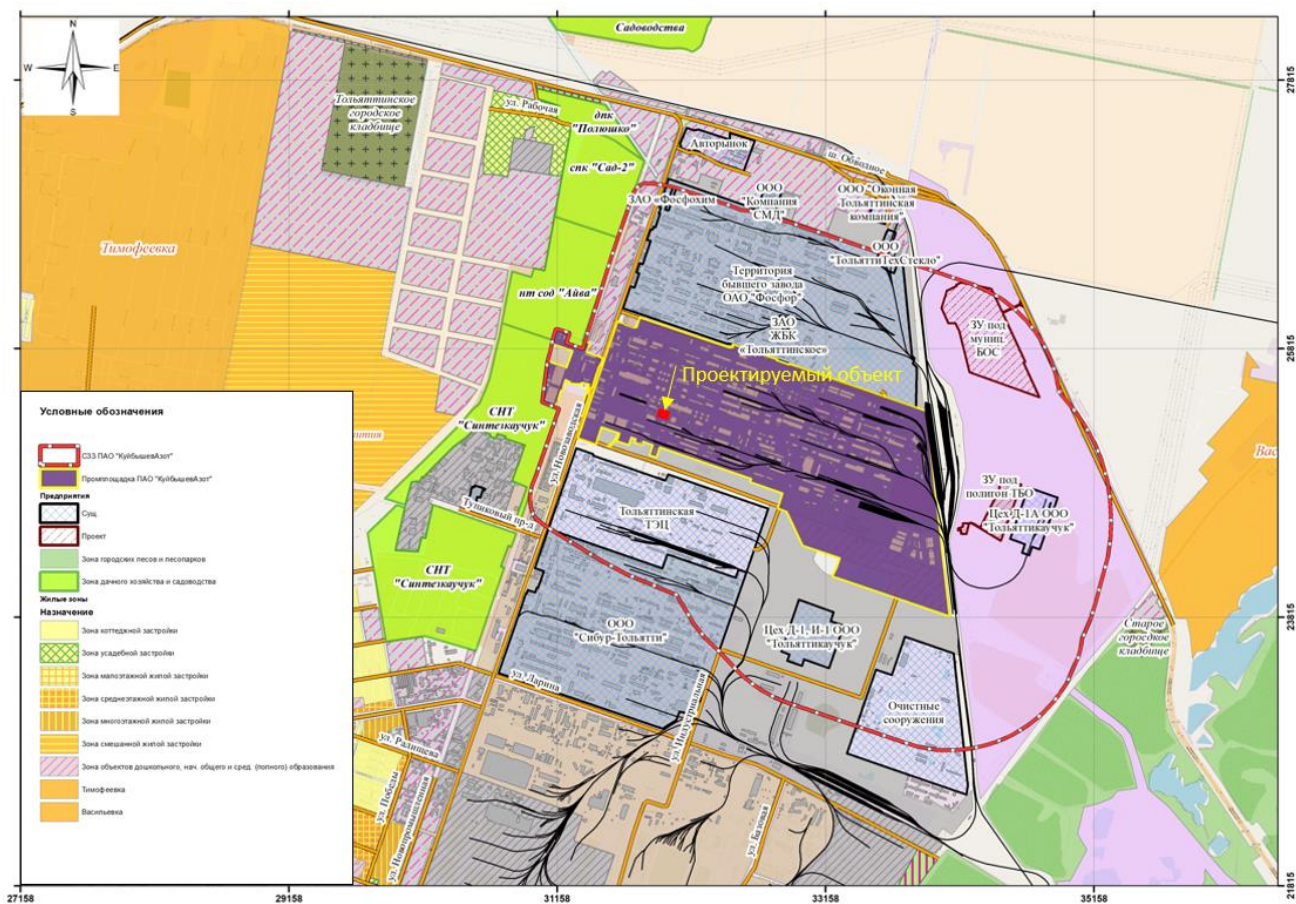 N
W
E
S
Садоводства
27815
Тольяттинское
городское
кладбище
ул. Рабочая
дпк
"Полюшко"
спк "Сад-2"
Авторынок
ш. Обводное
ЗАО «Фосфохим
ООО
"Компания
СМД"
ООО "Оконная
Тольяттинская
компания"
ООО
"ТольяттиТехСтекло"
Тимофеевка
нт сод "Айва"
Территория
бывшего завода
ОАО "Фосфор"
ЗАО
ЖБК
«Тольяттинское»
ЗУ под
муниц.
БОС
25815
Проектируемый объект
СНТ
"Синтезкаучук"
ул. Новозаводская
Тупиковый пр-д
Тольяттинская
ТЭЦ
ЗУ под
полигон ТБО
Цех Д-1А ООО
"Тольяттикаучук"
СНТ
"Синтезкаучук"
ООО
"Сибур-Тольятти"
Цех Д-1, И-1 ООО
"Тольяттикаучук"
Старое
городское
кладбище
23815
Очистные
сооружения
ул. Ларина
ул. Индустриальная
ул. Радищева
ул. Победы
ул. Новопромышленная
ул. Базовая
21815
Условные обозначения
СЗЗ ПАО "КуйбышевАзот"
Промплощадка ПАО "КуйбышевАзот"
Предприятия
Сущ.
Проект
Зона городских лесов и лесопарков
Зона дачного хозяйства и садоводства
Жилые зоны
Назначение
Зона коттеджной застройки
Зона усадебной застройки
Зона малоэтажной жилой застройки
Зона среднеэтажной жилой застройки
Зона многоэтажной жилой застройки
Зона смешанной жилой застройки
Зона объектов дошкольного, нач. общего и сред. (полного) образования
Тимофеевка
Васильевка
27158
29158
31158
33158
35158